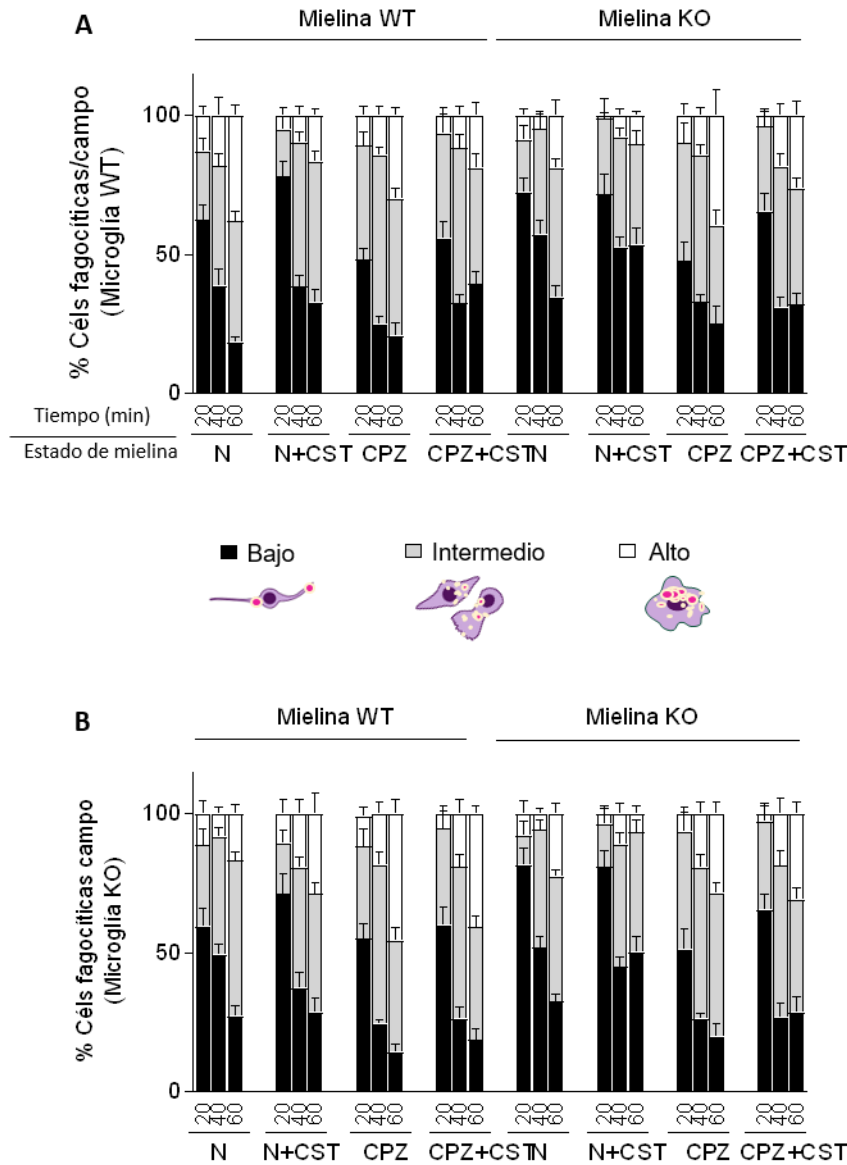 A
Mielina WT
Mielina KO
% Céls fagocíticas/campo
(Microglía WT)
100
50
0
Tiempo (min)
20 40 60 20 40 60 20 40 60 20 40 60 20 40 60 20 40 60 20 40 60 20 40 60
Estado de mielina
N N+CST CPZ CPZ+CST N N+CST CPZ CPZ+CST
Bajo Intermedio Alto
B
Mielina WT
Mielina KO
% Céls fagocíticas campo
(Microglía KO)
100
50
0
20 40 60 20 40 60 20 40 60 20 40 60 20 40 60 20 40 60 20 40 60 20 40 60
N N+CST CPZ CPZ+CST N N+CST CPZ CPZ+CST